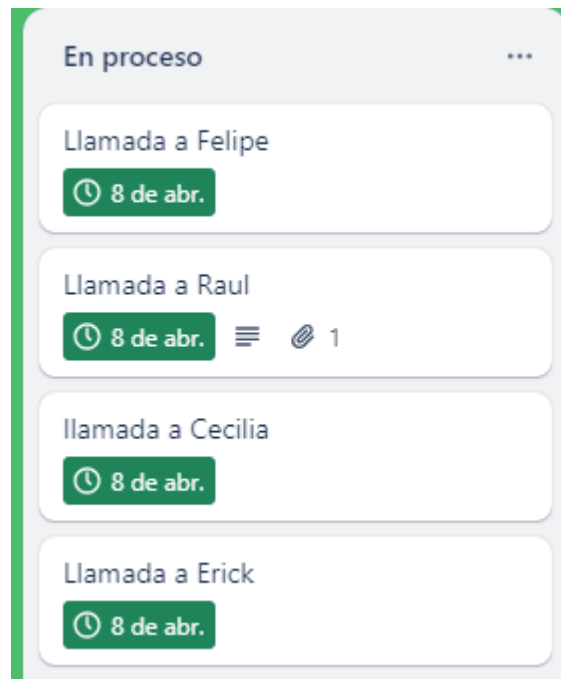 En proceso
Llamada a Felipe
8 de abr.
Llamada a Raul
8 de abr. 1
llamada a Cecilia
8 de abr.
Llamada a Erick
8 de abr.